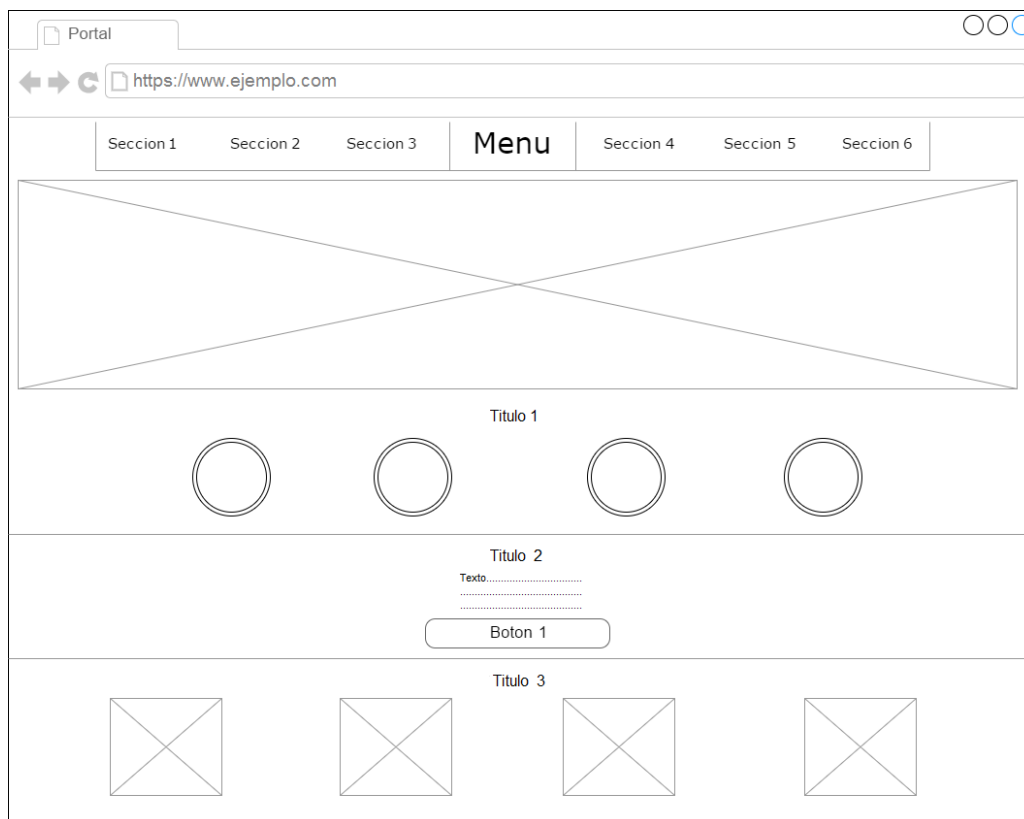 Portal
https://www.ejemplo.com
Seccion 1 Seccion 2 Seccion 3 Menu Seccion 4 Seccion 5 Seccion 6
Titulo 1
Titulo 2
Texto................................
........................................
........................................
Boton 1
Titulo 3